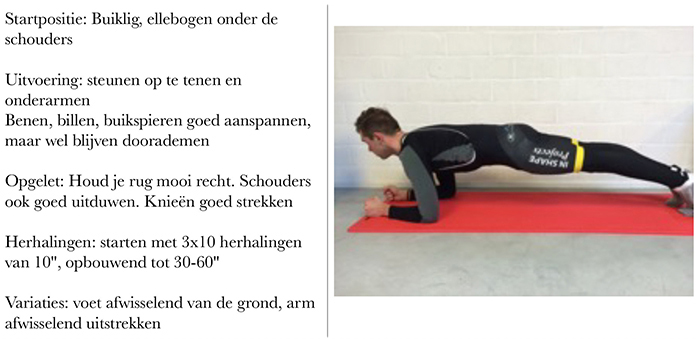 Startpositie: Buiklig, ellebogen onder de
schouders
Uitvoering: steunen op te tenen en
onderarmen
Benen, billen, buikspieren goed aanspannen,
maar wel blijven doorademen
Opgelet: Houd je rug mooi recht. Schouders
ook goed uitduwen. Knieën goed strekken
Herhalingen: starten met 3x10 herhalingen
van 10", opbouwend tot 30-60"
Variaties: voet afwisselend van de grond, arm
afwisselend uitstrekken
IN SHAPE
Projects